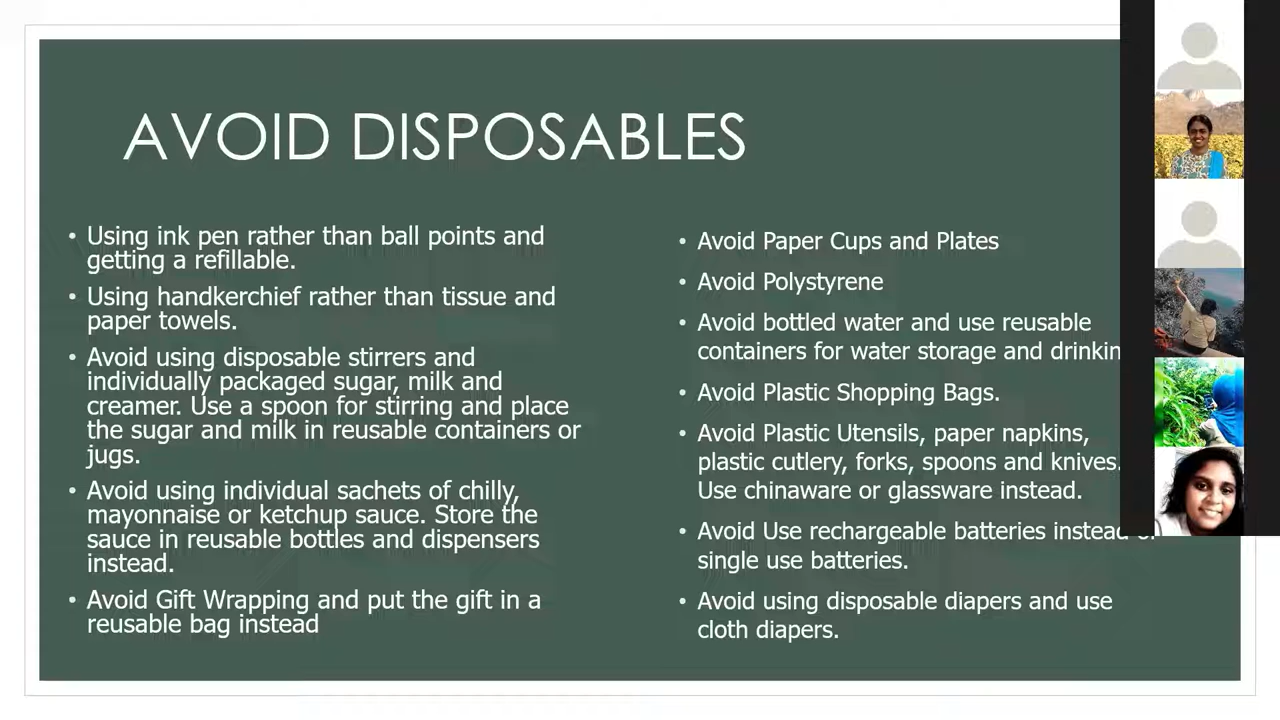 AVOID DISPOSABLES
• Using ink pen rather than ball points and
getting a refillable.
• Using handkerchief rather than tissue and
paper towels.
• Avoid using disposable stirrers and
individually packaged sugar, milk and
creamer. Use a spoon for stirring and place
the sugar and milk in reusable containers or
jugs.
• Avoid using individual sachets of chilly,
mayonnaise or ketchup sauce. Store the
sauce in reusable bottles and dispensers
instead.
• Avoid Gift Wrapping and put the gift in a
reusable bag instead
• Avoid Paper Cups and Plates
• Avoid Polystyrene
• Avoid bottled water and use reusable
containers for water storage and drinkin
• Avoid Plastic Shopping Bags.
• Avoid Plastic Utensils, paper napkins,
plastic cutlery, forks, spoons and knives.
Use chinaware or glassware instead.
• Avoid Use rechargeable batteries instead
single use batteries.
• Avoid using disposable diapers and use
cloth diapers.